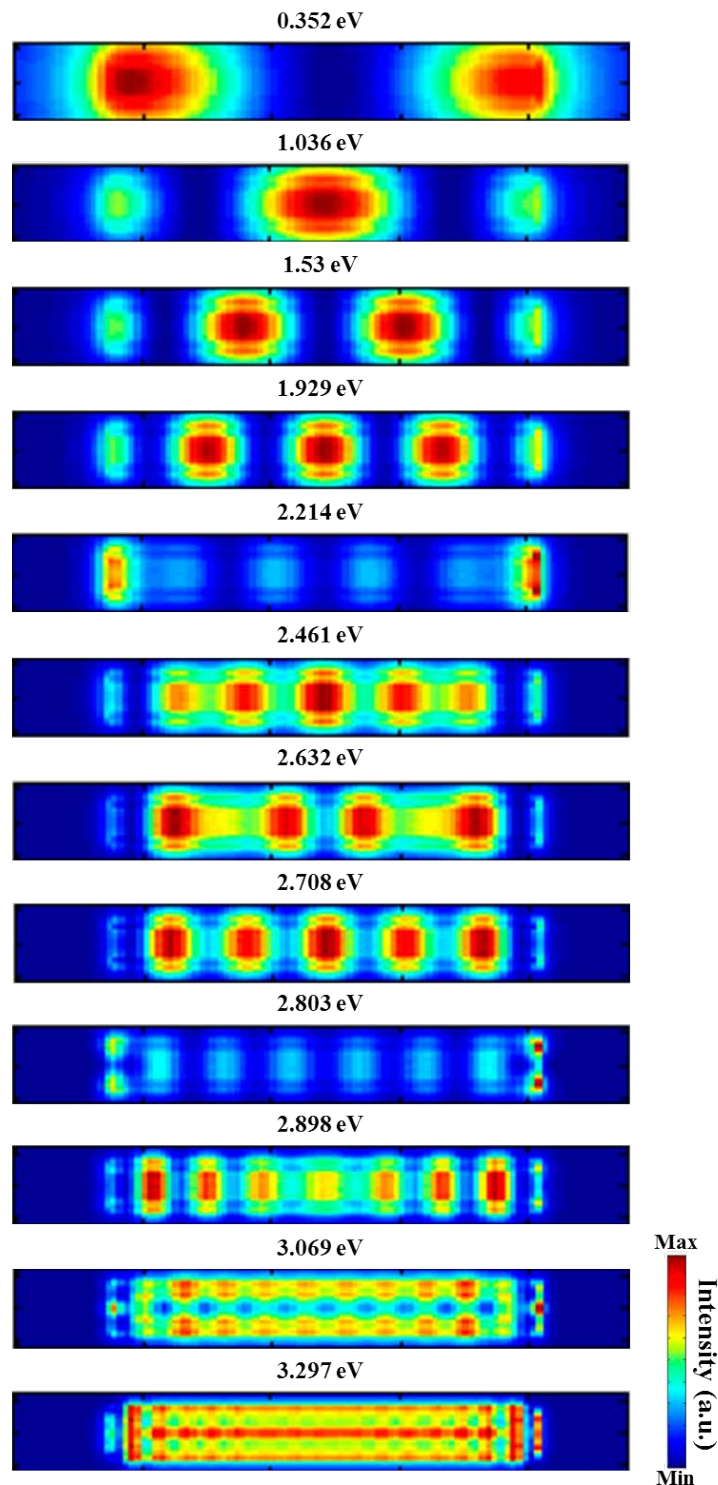 0.352 eV
1.036 eV
1.53 eV
1.929 eV
2.214 eV
2.461 eV
2.632 eV
2.708 eV
2.803 eV
2.898 eV
3.069 eV
3.297 eV
Max
Intensity (a.u.)
Min